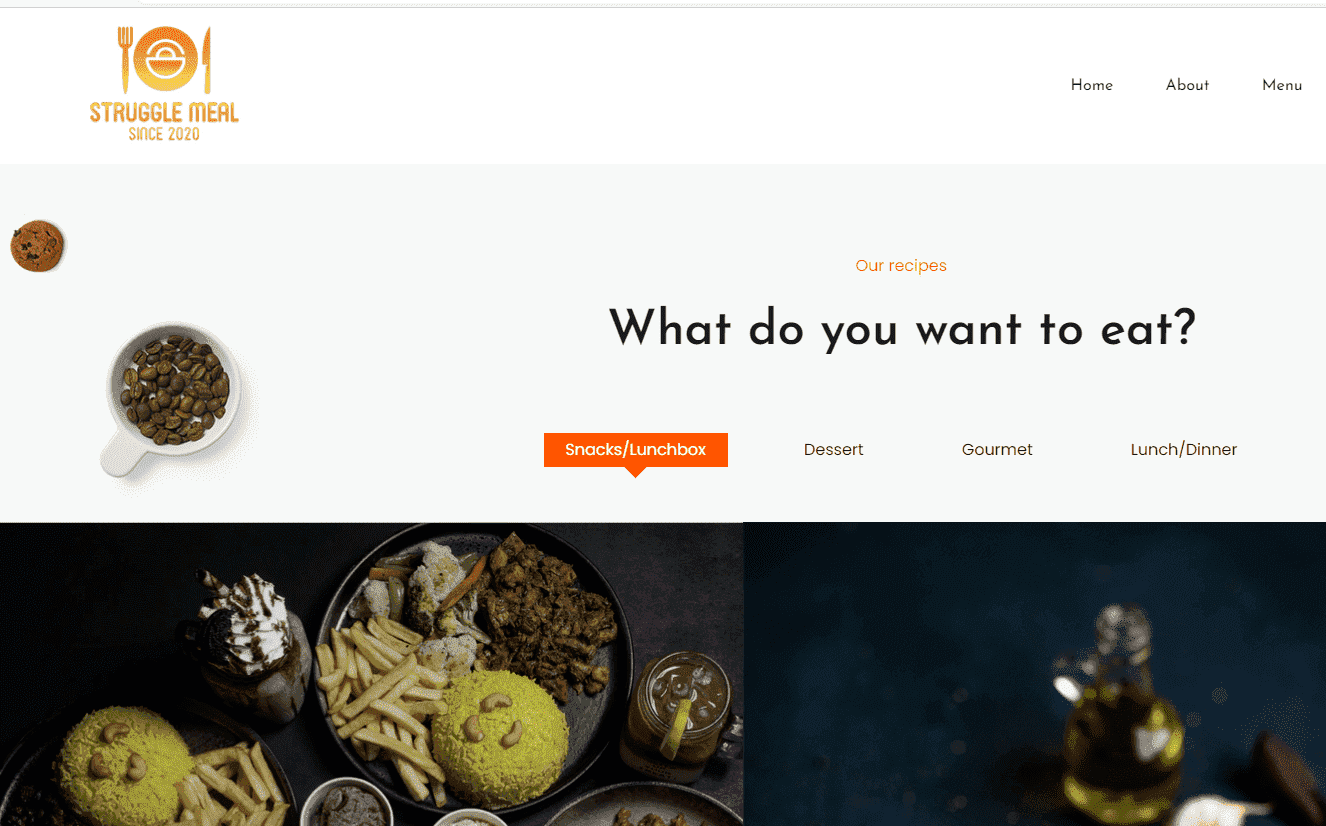 STRUGGLE MEAL
SINCE 2020
Home About Menu
Our recipes
What do you want to eat?
Snacks/Lunchbox Dessert Gourmet Lunch/Dinner